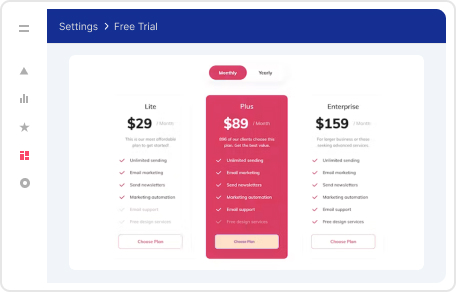 Settings > Free Trial
Monthly Yearly
Lite
$29 / Month
This is our most affordable
plan to get started!
Unlimited sending
Email marketing
Send newsletters
Marketing automation
Email support
Free design services
Choose Plan
Plus
$89 / Month
of our clients choose this
plan. Get the best value.
Unlimited sending
Email marketing
Send newsletters
Marketing automation
Email support
Free design services
Choose Plan
Enterprise
$159 / Month
For larger business or those
seeking advanced services.
Unlimited sending
Email marketing
Send newsletters
Marketing automation
Email support
Free design services
Choose Plan